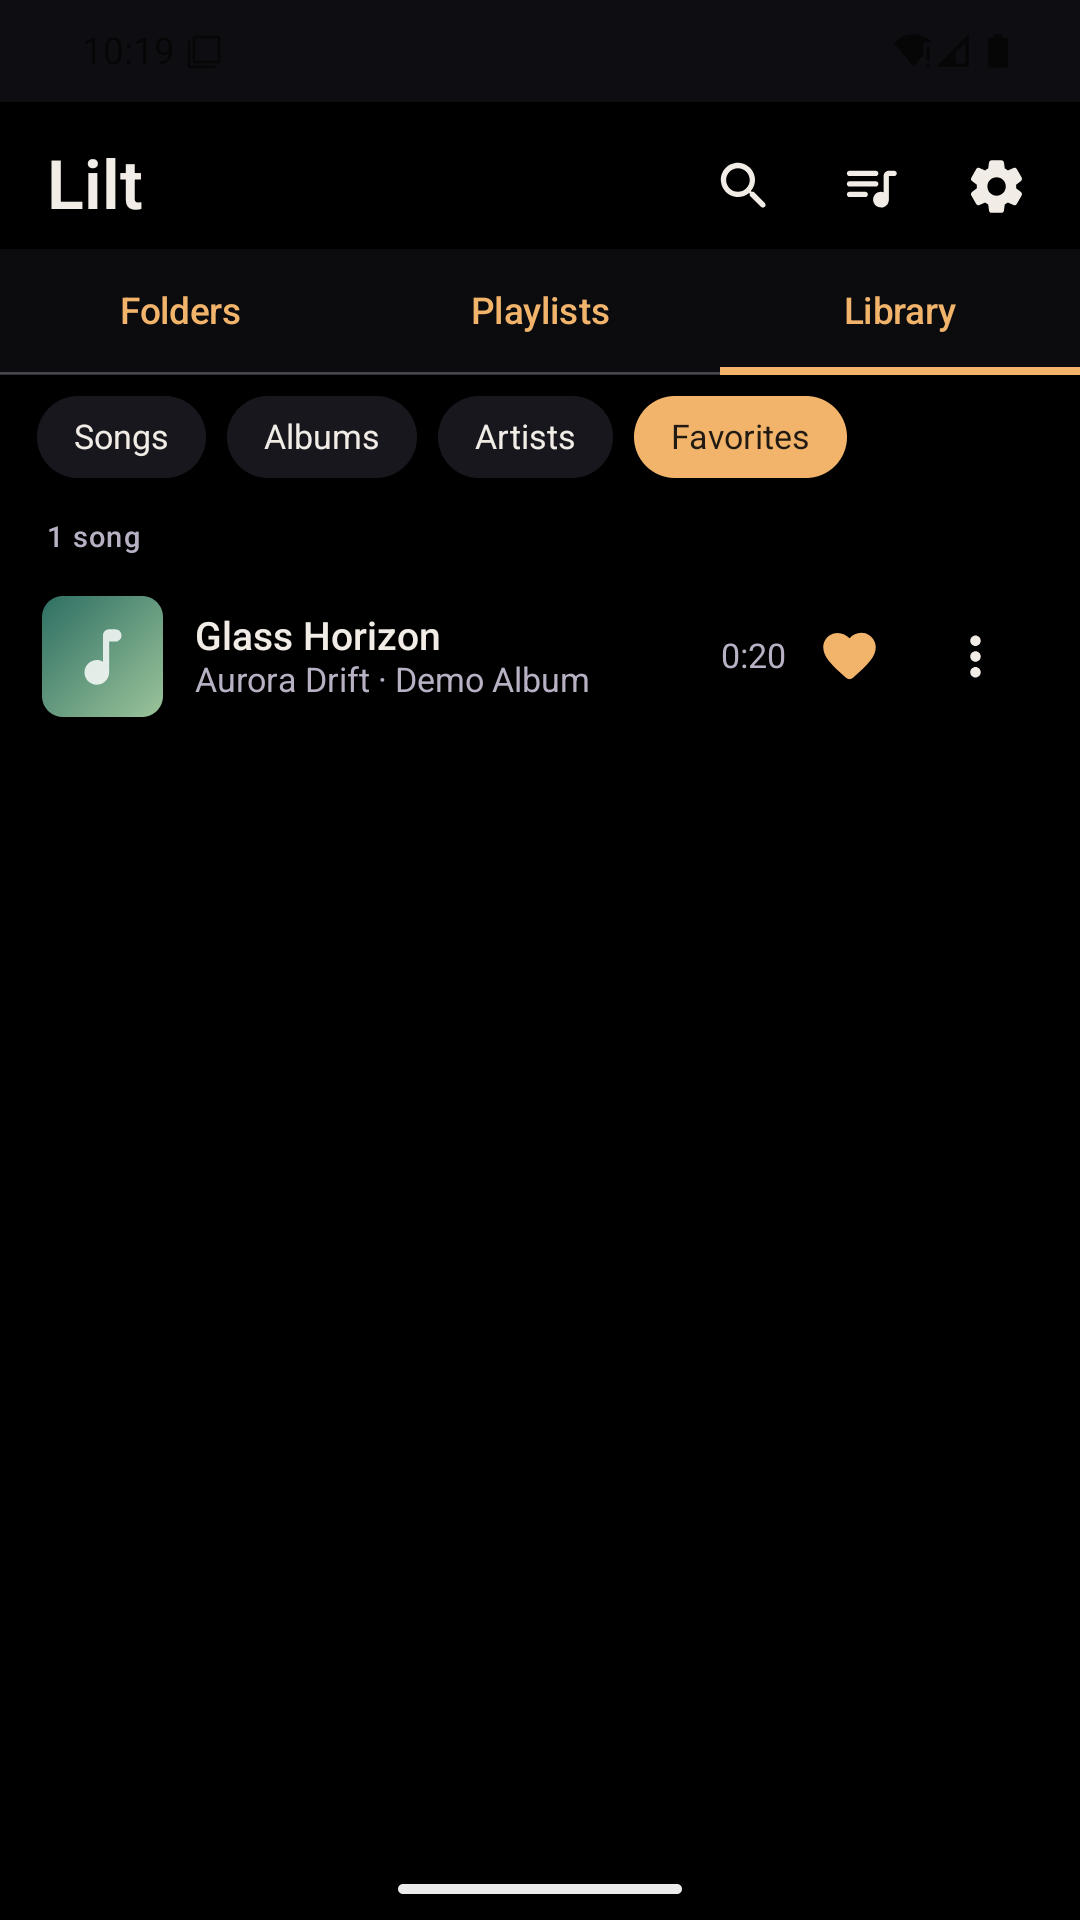 10:19
Lilt
Folders Playlists Library
Songs Albums Artists Favorites
1 song
Glass Horizon
Aurora Drift · Demo Album
0:20